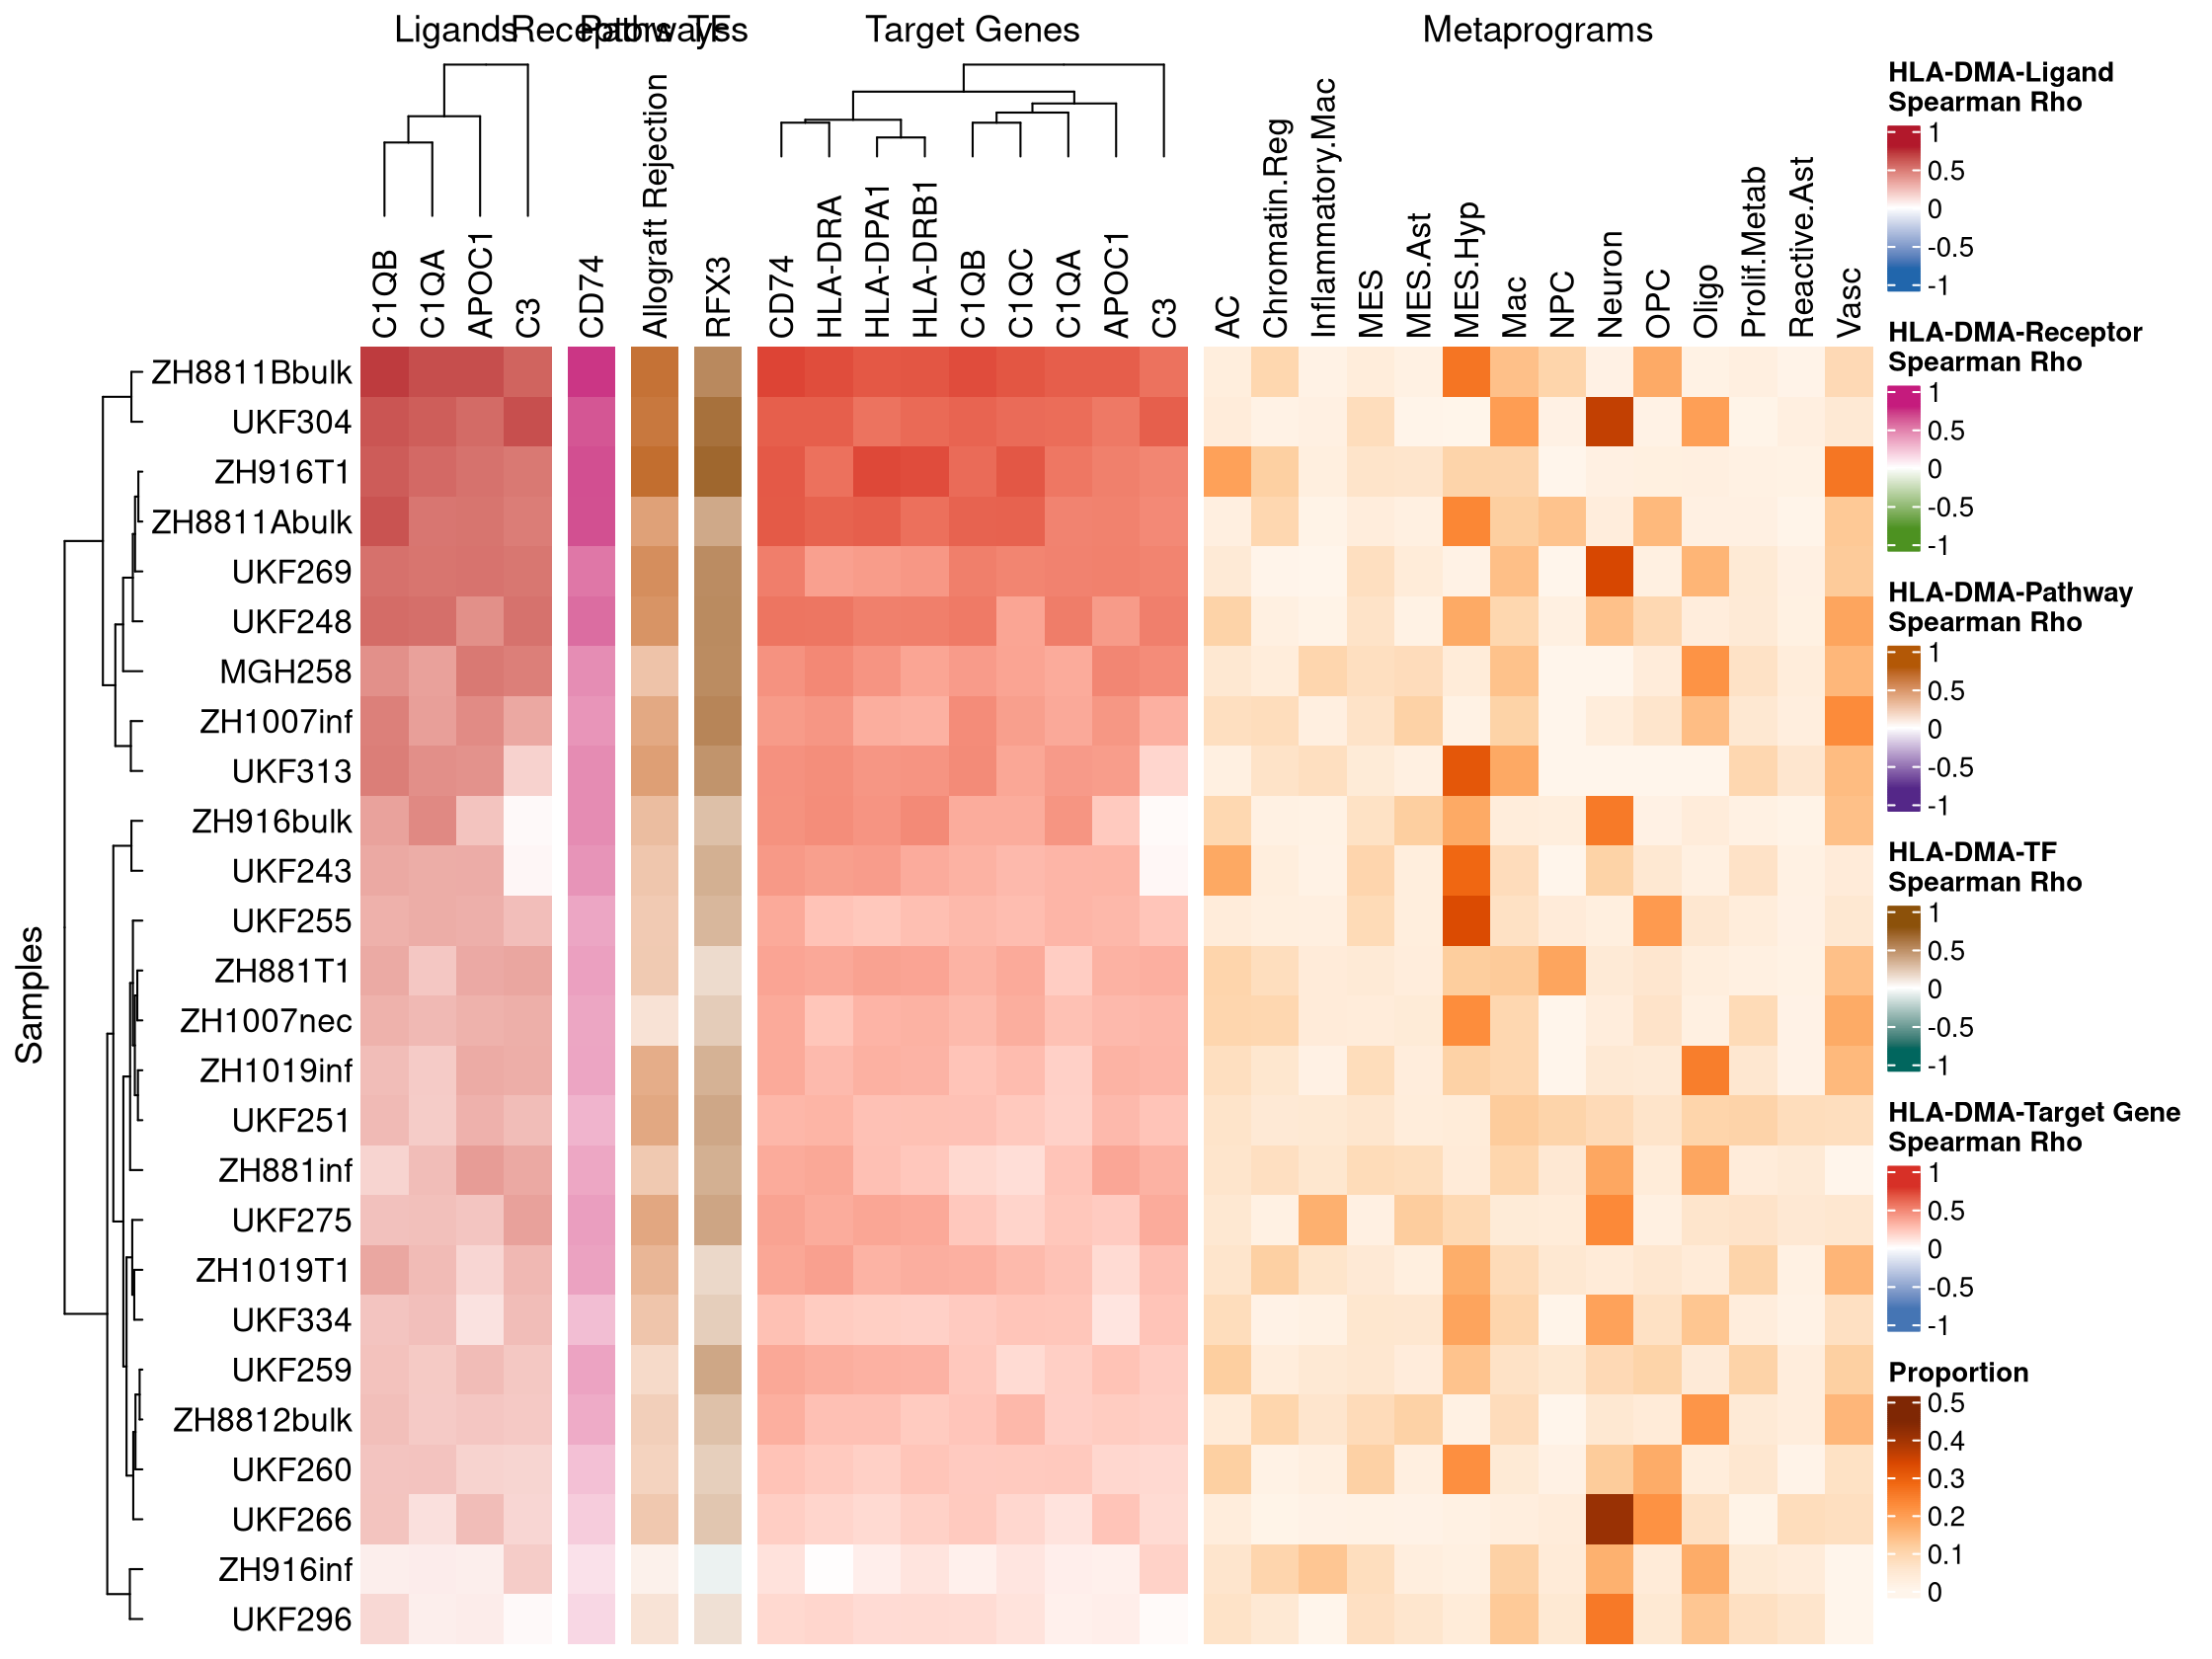 Ligands Receptors Pathways TFs Target Genes Metaprograms
C1QB C1QA APOC1 C3 CD74 Allograft Rejection RFX3 CD74 HLA-DRA HLA-DPA1 HLA-DRB1 C1QB C1QC C1QA APOC1 C3 AC Chromatin.Reg Inflammatory.Mac MES MES.Ast MES.Hyp Mac NPC Neuron OPC Oligo Prolif.Metab Reactive.Ast Vasc
Samples
ZH8811Bbulk
UKF304
ZH916T1
ZH8811Abulk
UKF269
UKF248
MGH258
ZH1007inf
UKF313
ZH916bulk
UKF243
UKF255
ZH881T1
ZH1007nec
ZH1019inf
UKF251
ZH881inf
UKF275
ZH1019T1
UKF334
UKF259
ZH8812bulk
UKF260
UKF266
ZH916inf
UKF296
HLA-DMA-Ligand
Spearman Rho
1
0.5
0
-0.5
-1
HLA-DMA-Receptor
Spearman Rho
1
0.5
0
-0.5
-1
HLA-DMA-Pathway
Spearman Rho
1
0.5
0
-0.5
-1
HLA-DMA-TF
Spearman Rho
1
0.5
0
-0.5
-1
HLA-DMA-Target Gene
Spearman Rho
1
0.5
0
-0.5
-1
Proportion
0.5
0.4
0.3
0.2
0.1
0